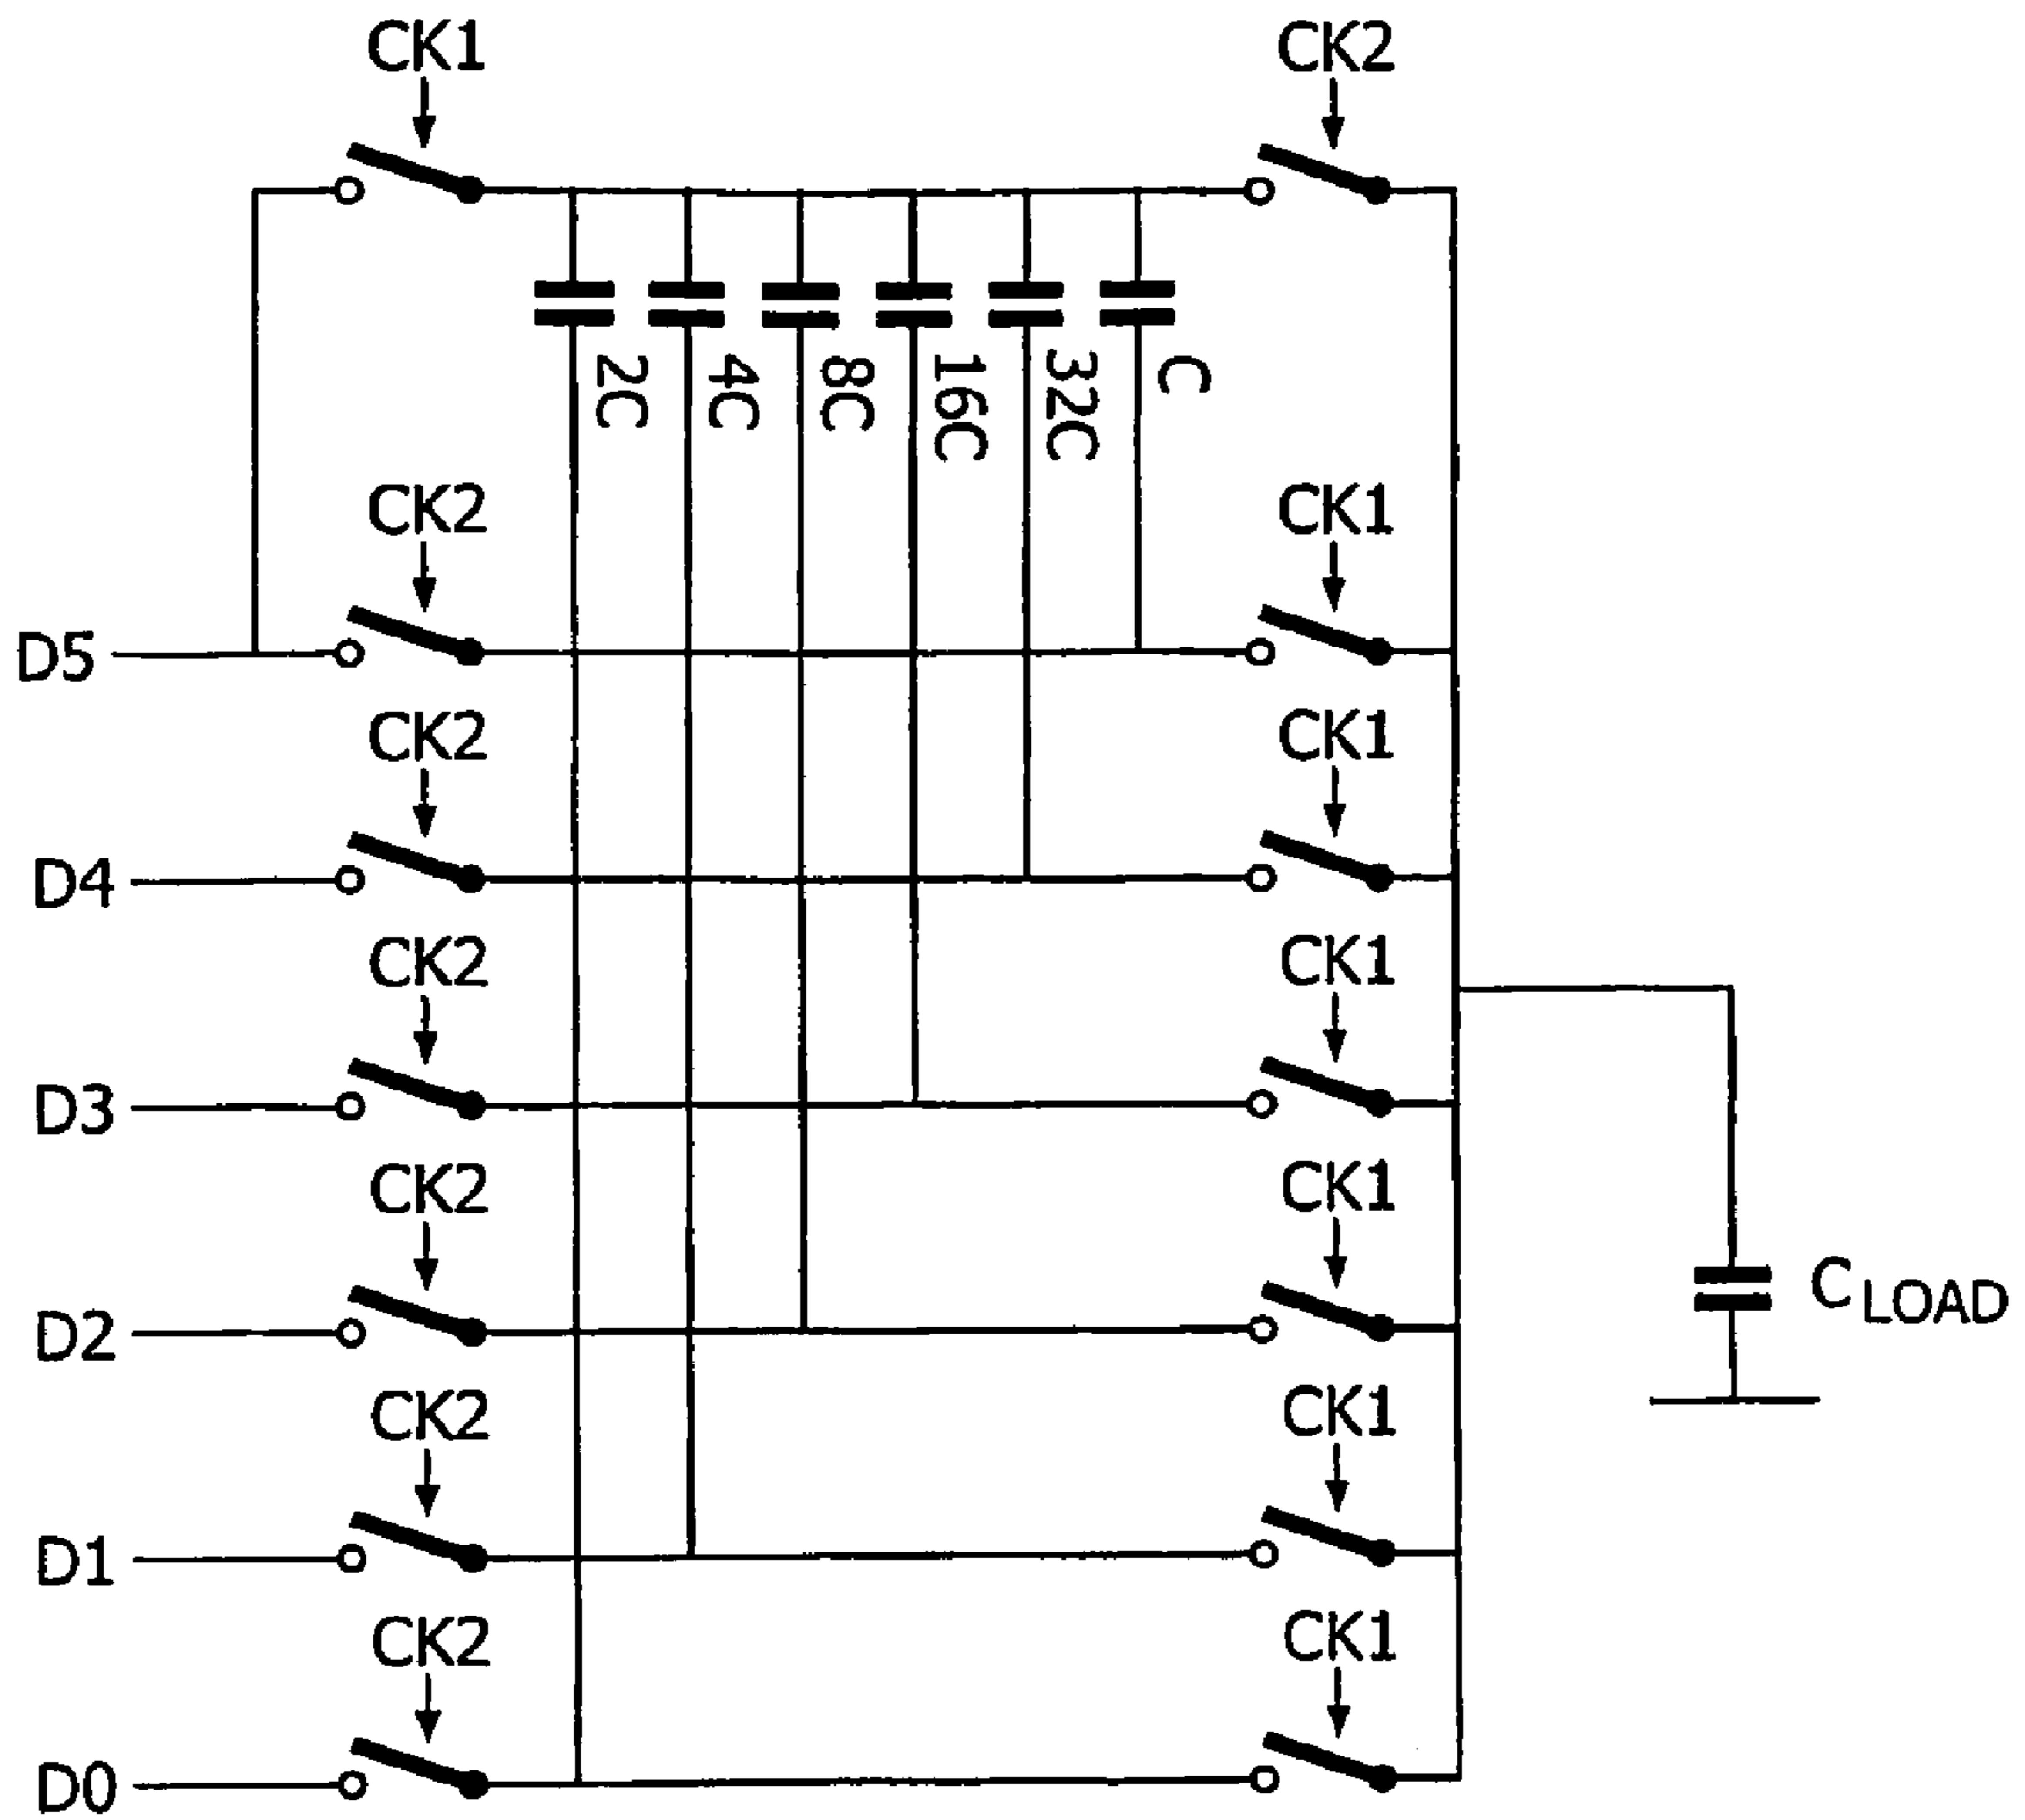 CK1 CK2
2C 4C 8C 16C 32C C
CK2 CK1
D5
CK2 CK1
D4
CK2 CK1
D3
CK2 CK1
D2
CLOAD
CK2 CK1
D1
CK2 CK1
D0